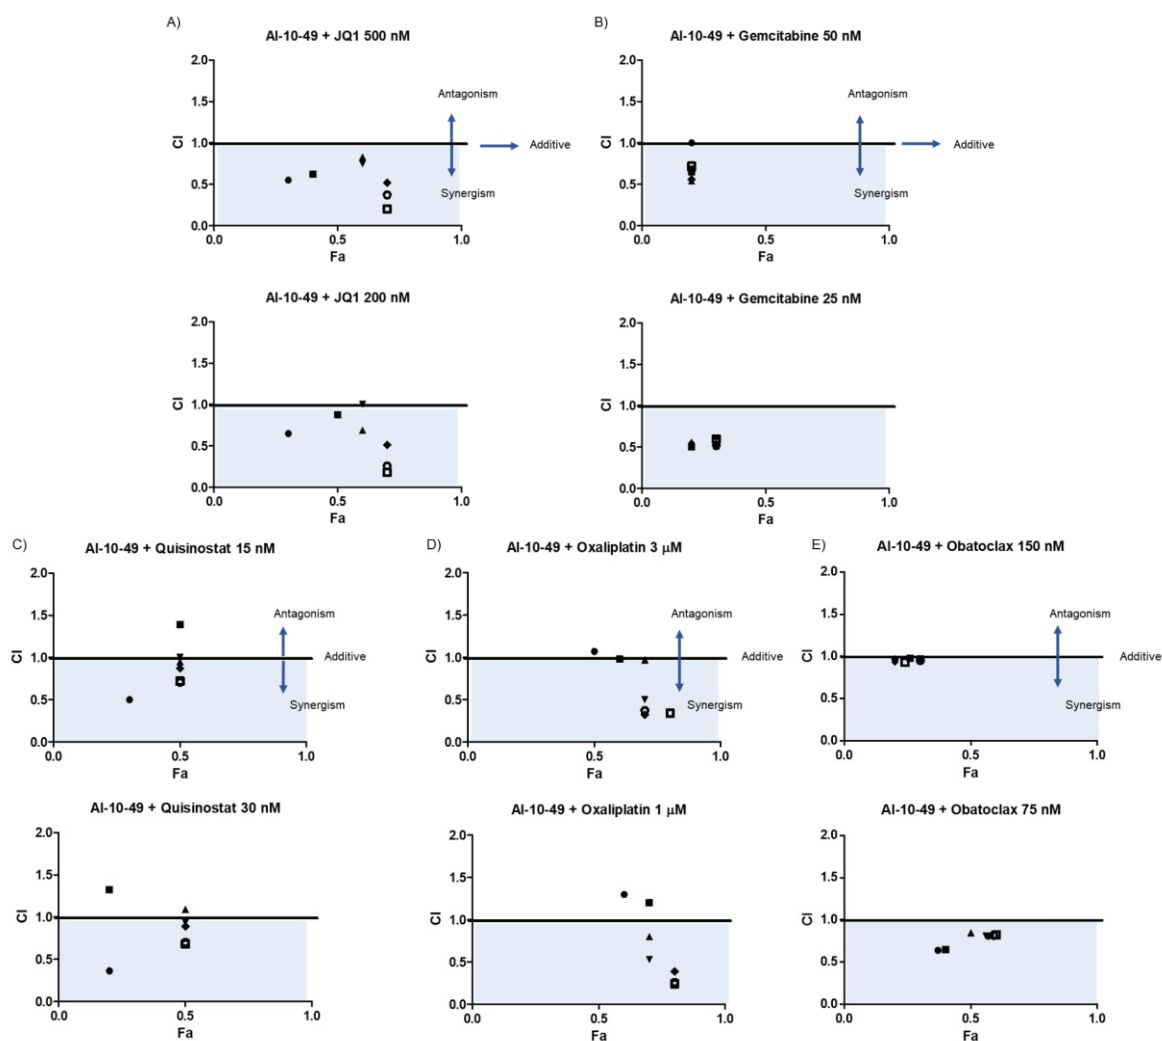 A)
AI-10-49 + JQ1 500 nM
2.0
1.5
1.0
0.5
0.0
CI
0.0 0.5 1.0
Fa
Antagonism
Additive
Synergism
B)
AI-10-49 + Gemcitabine 50 nM
2.0
1.5
1.0
0.5
0.0
CI
0.0 0.5 1.0
Fa
Antagonism
Additive
Synergism
AI-10-49 + JQ1 200 nM
2.0
1.5
1.0
0.5
0.0
CI
0.0 0.5 1.0
Fa
AI-10-49 + Gemcitabine 25 nM
2.0
1.5
1.0
0.5
0.0
CI
0.0 0.5 1.0
Fa
C)
AI-10-49 + Quisinostat 15 nM
2.0
1.5
1.0
0.5
0.0
CI
0.0 0.5 1.0
Fa
Antagonism
Additive
Synergism
D)
AI-10-49 + Oxaliplatin 3 μM
2.0
1.5
1.0
0.5
0.0
CI
0.0 0.5 1.0
Fa
Antagonism
Additive
Synergism
E)
AI-10-49 + Obatoclax 150 nM
2.0
1.5
1.0
0.5
0.0
CI
0.0 0.5 1.0
Fa
Antagonism
Additive
Synergism
AI-10-49 + Quisinostat 30 nM
2.0
1.5
1.0
0.5
0.0
CI
0.0 0.5 1.0
Fa
AI-10-49 + Oxaliplatin 1 μM
2.0
1.5
1.0
0.5
0.0
CI
0.0 0.5 1.0
Fa
AI-10-49 + Obatoclax 75 nM
2.0
1.5
1.0
0.5
0.0
CI
0.0 0.5 1.0
Fa